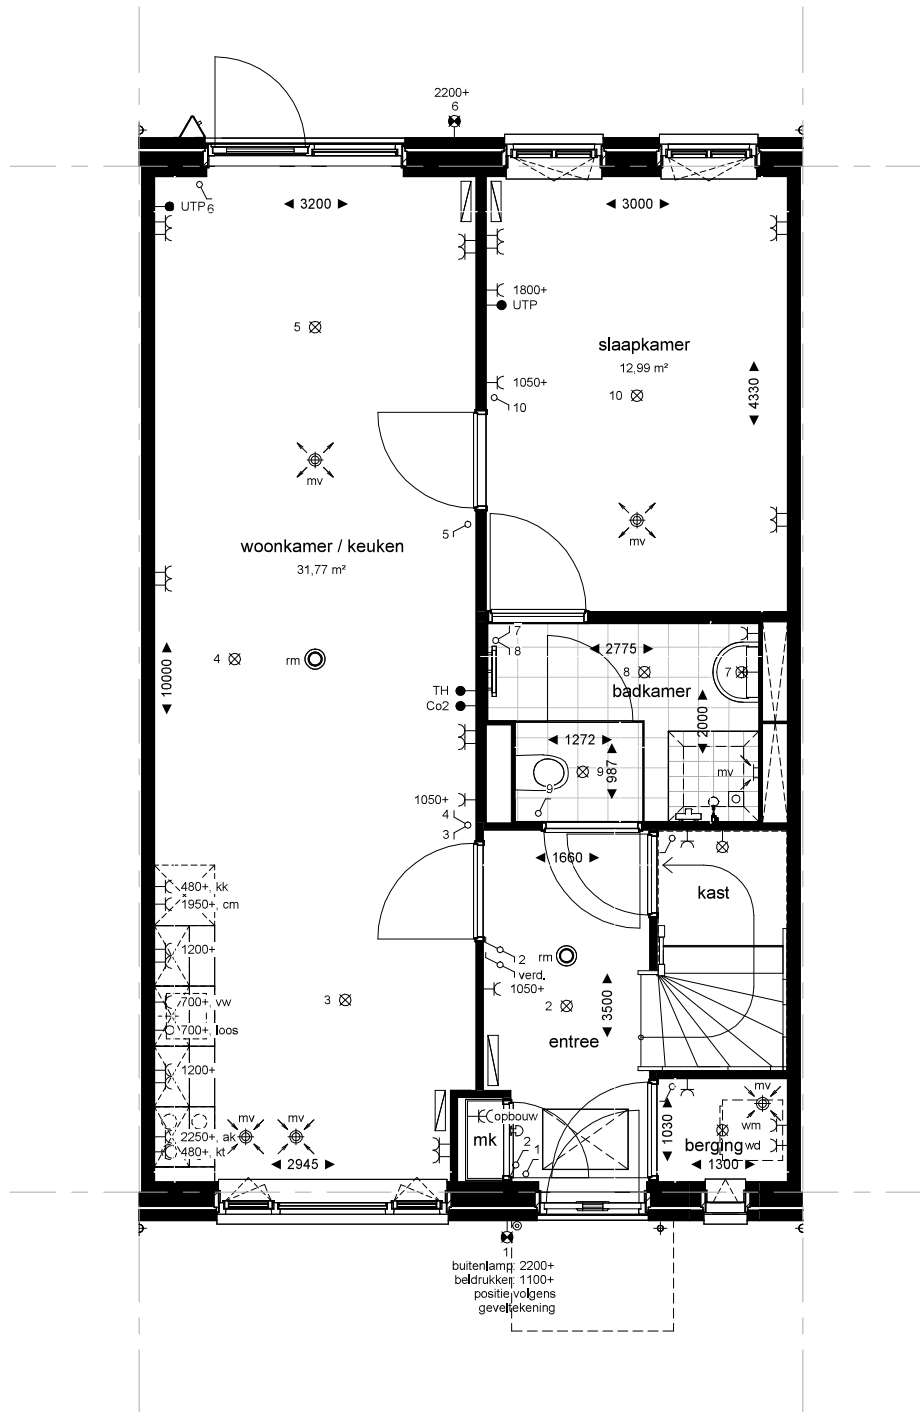 2200+
6
UTP
6
3200
3000
1800+
UTP
5
slaapkamer
12,99 m²
4330
1050+
10
10
mv
mv
5
woonkamer / keuken
31,77 m²
7
8
2775
4
rm
8
7
10000
TH
badkamer
Co2
2000
1272
987
9
mv
9
1050+
4
3
1660
480+, kk
kast
1950+, cm
1200+
2
rm
verd.
1050+
700+, vw
3
2
3500
700+, loos
entree
1200+
mv
mv
mv
opbouw
2250+, ak
mk
2
1030
wm
480+, kt
1
berging
wd
2945
1300
1
buitenlamp: 2200+
beldrukker: 1100+
positie volgens
geveltekening